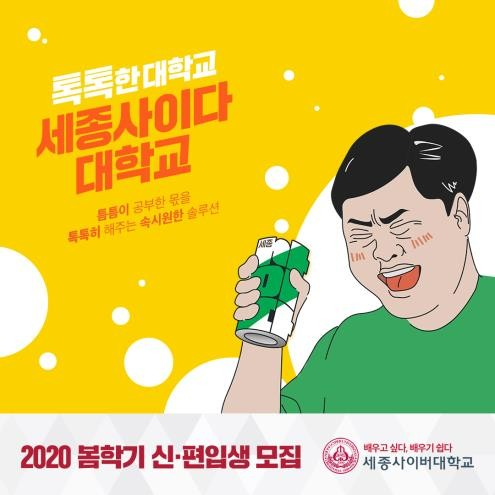 톡톡한 대학교
세종사이다
대학교
틈틈이 공부한 몫을
톡톡히 해주는 속시원한 솔루션
세종
2020 봄학기 신·편입생 모집
배우고 싶다, 배우기 쉽다
세종사이버대학교